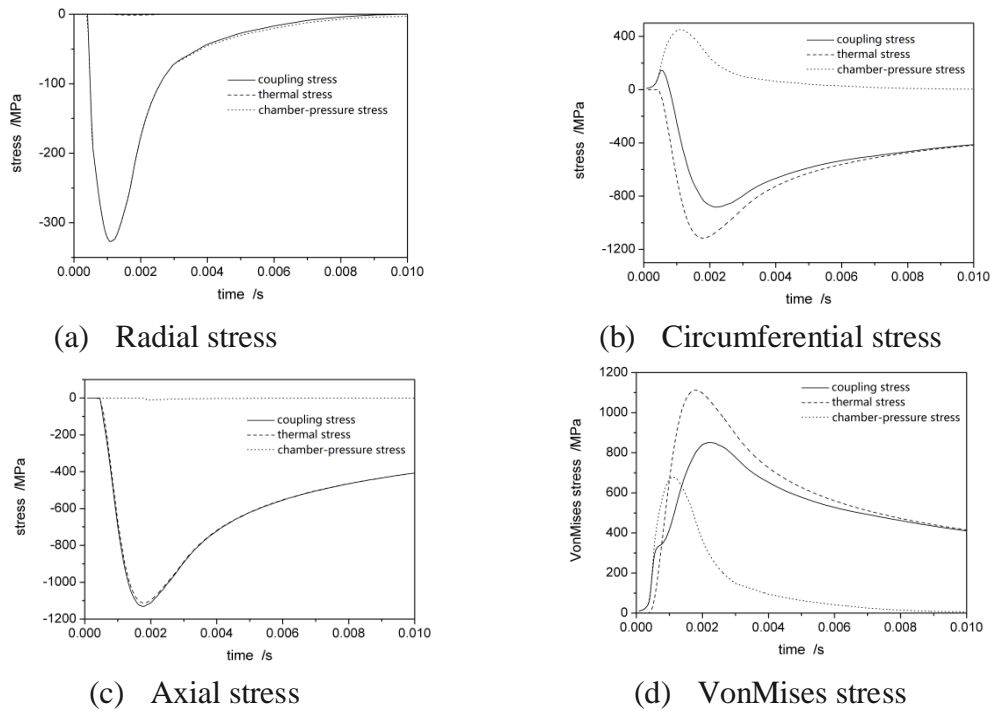 0
-100
-200
-300
stress /MPa
coupling stress
thermal stress
chamber-pressure stress
0.000 0.002 0.004 0.006 0.008 0.010
time /s
(a) Radial stress
400
0
-400
-800
-1200
stress /MPa
coupling stress
thermal stress
chamber-pressure stress
0.000 0.002 0.004 0.006 0.008 0.010
time /s
(b) Circumferential stress
0
-200
-400
-600
-800
-1000
-1200
stress /MPa
coupling stress
thermal stress
chamber-pressure stress
0.000 0.002 0.004 0.006 0.008 0.010
time /s
(c) Axial stress
1200
1000
800
600
400
200
0
VonMises stress /MPa
coupling stress
thermal stress
chamber-pressure stress
0.000 0.002 0.004 0.006 0.008 0.010
time /s
(d) VonMises stress